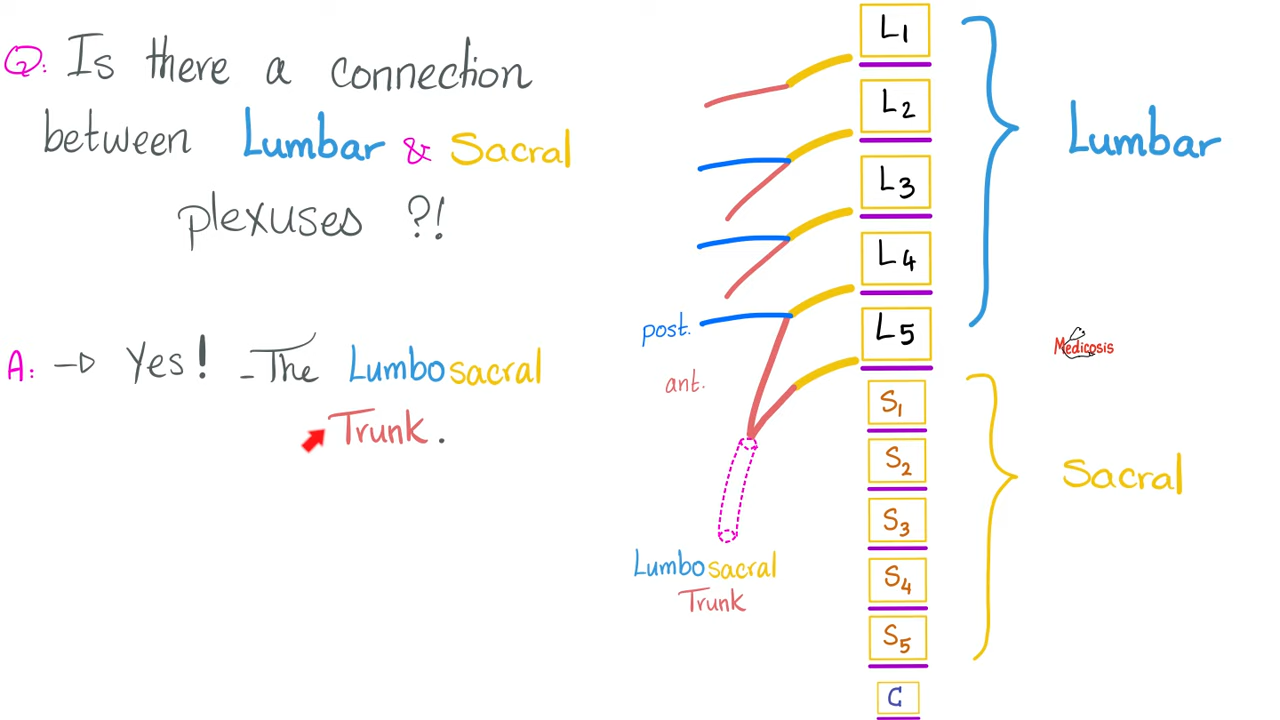 Q: Is there a connection
between Lumbar & Sacral
plexuses ?!
A: → Yes! - The Lumbosacral
Trunk.
L1
L2
L3
L4
L5
S1
S2
S3
S4
S5
C
post.
ant.
Lumbosacral
Trunk
Lumbar
Medicosis
Sacral